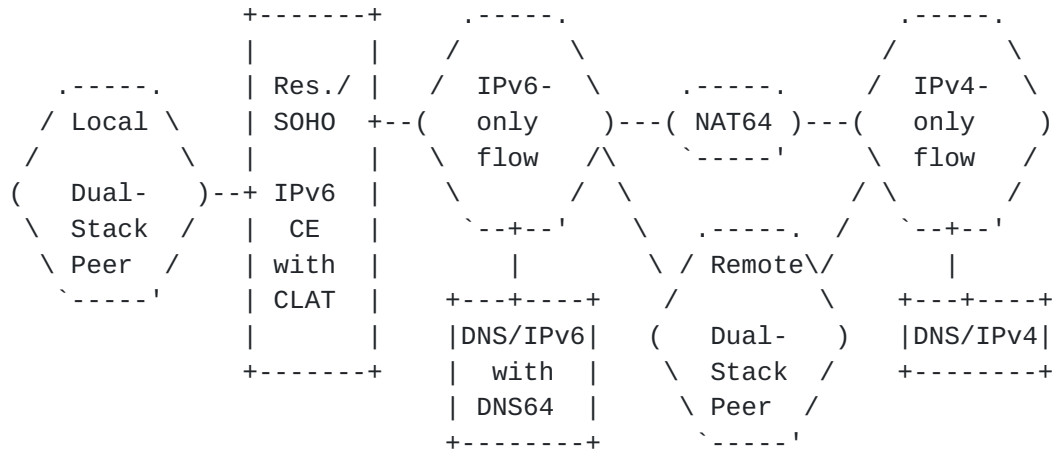 Res./ IPv6- IPv4-
Local SOHO only NAT64 only
flow flow
Dual- IPv6
Stack CE
Peer with Remote
CLAT
DNS/IPv6 Dual- DNS/IPv4
with Stack
DNS64 Peer